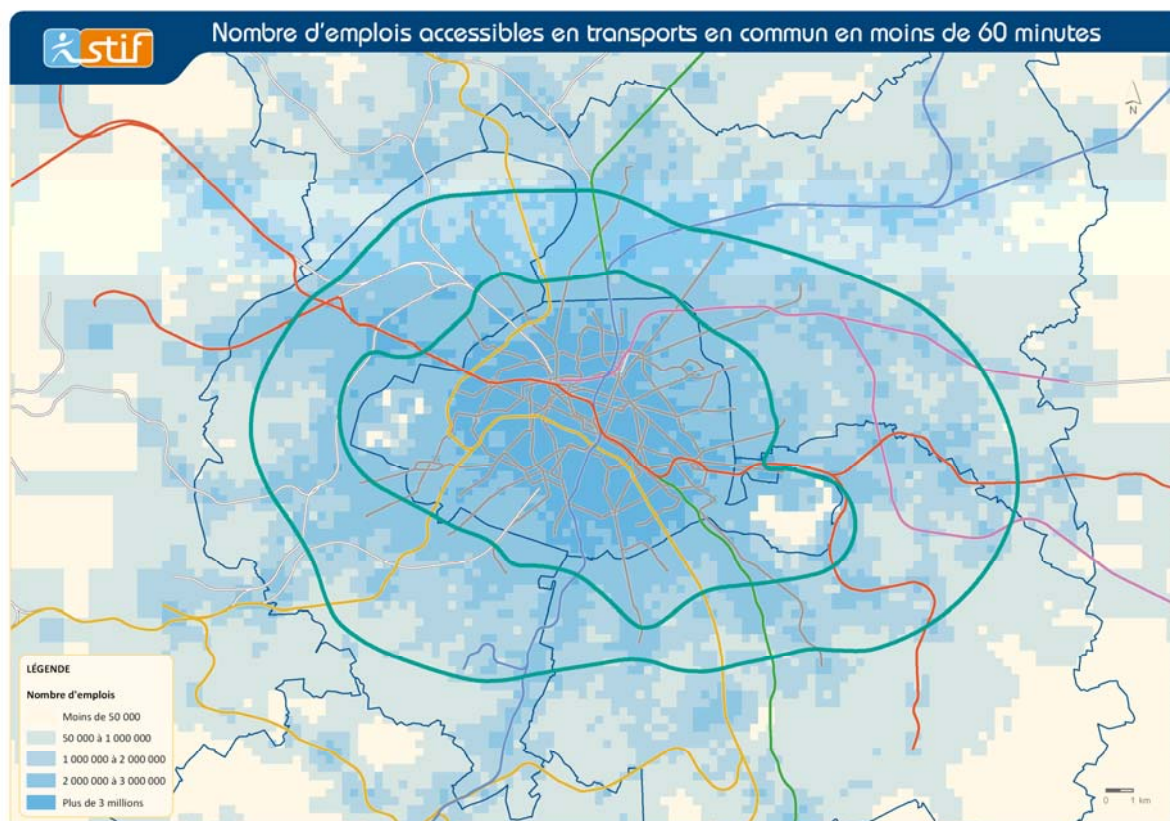 stif
Nombre d'emplois accessibles en transports en commun en moins de 60 minutes
N
LÉGENDE
Nombre d'emplois
Moins de 50 000
50 000 à 1 000 000
1 000 000 à 2 000 000
2 000 000 à 3 000 000
Plus de 3 millions
0 1 km